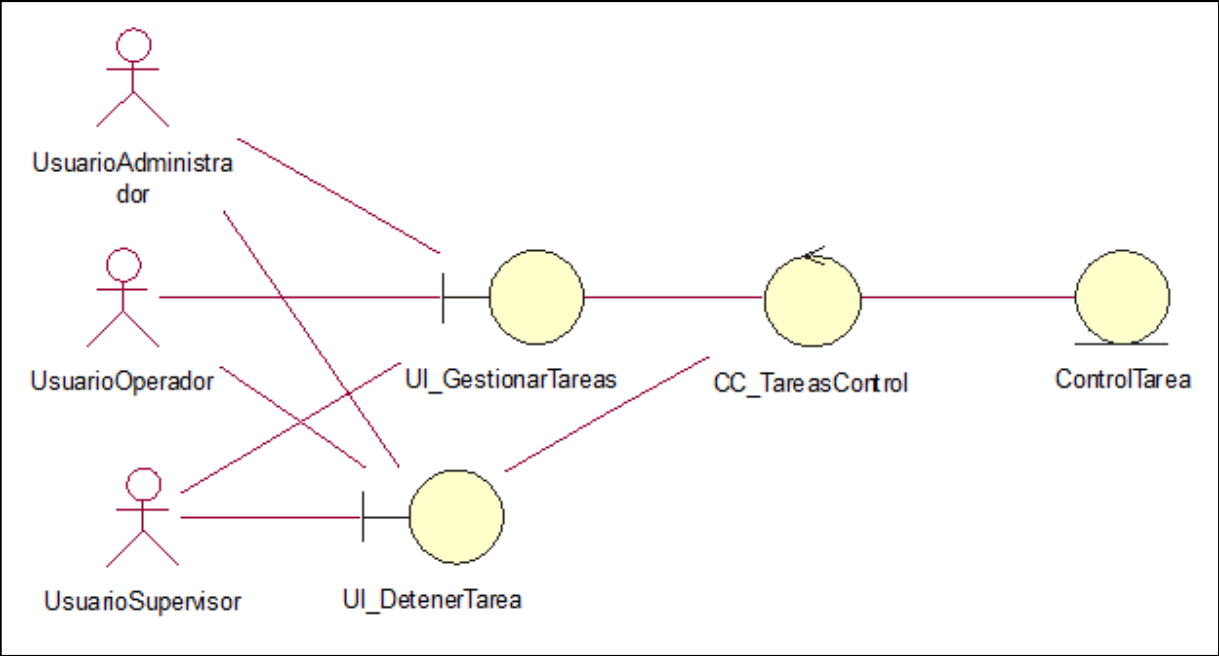 UsuarioAdministra
dor
UsuarioOperador
UI_GestionarTareas
CC_TareasControl
ControlTarea
UsuarioSupervisor
UI_DetenerTarea